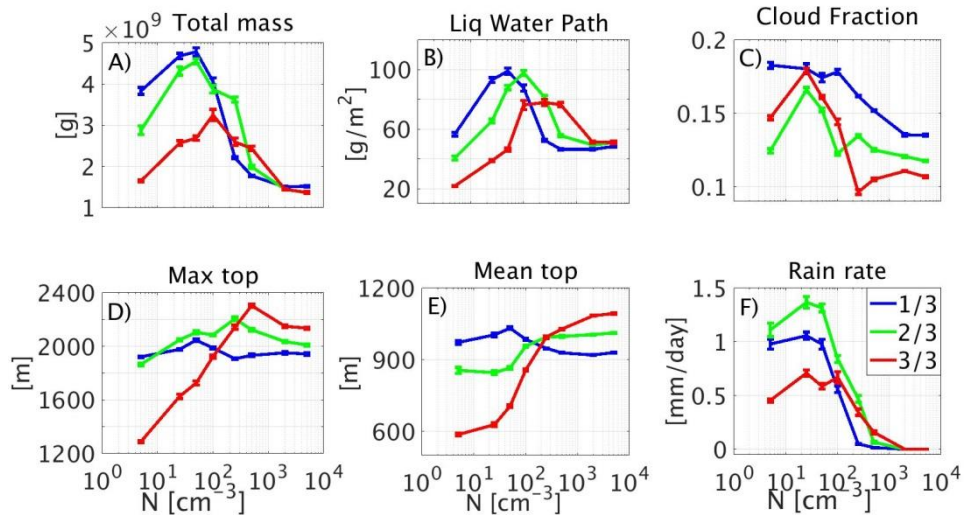 × 10⁹ Total mass
A)
5
4
3
2
1
[g]
Liq Water Path
B)
100
60
20
[g/m²]
Cloud Fraction
C)
0.2
0.15
0.1
Max top
D)
2400
2000
1600
1200
[m]
10⁰ 10¹ 10² 10³ 10⁴
N [cm⁻³]
Mean top
E)
1200
900
600
[m]
10⁰ 10¹ 10² 10³ 10⁴
N [cm⁻³]
Rain rate
F)
1.5
1
0.5
0
[mm/day]
1/3
2/3
3/3
10⁰ 10¹ 10² 10³ 10⁴
N [cm⁻³]